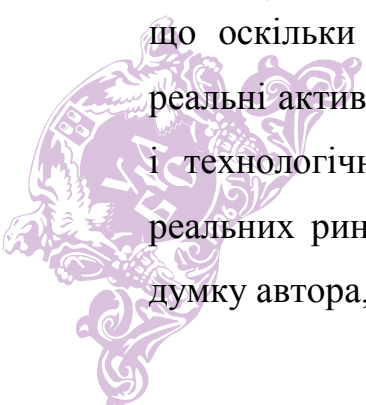 що оскільки
реальні актив
і технологічн
реальних рин
думку автора,